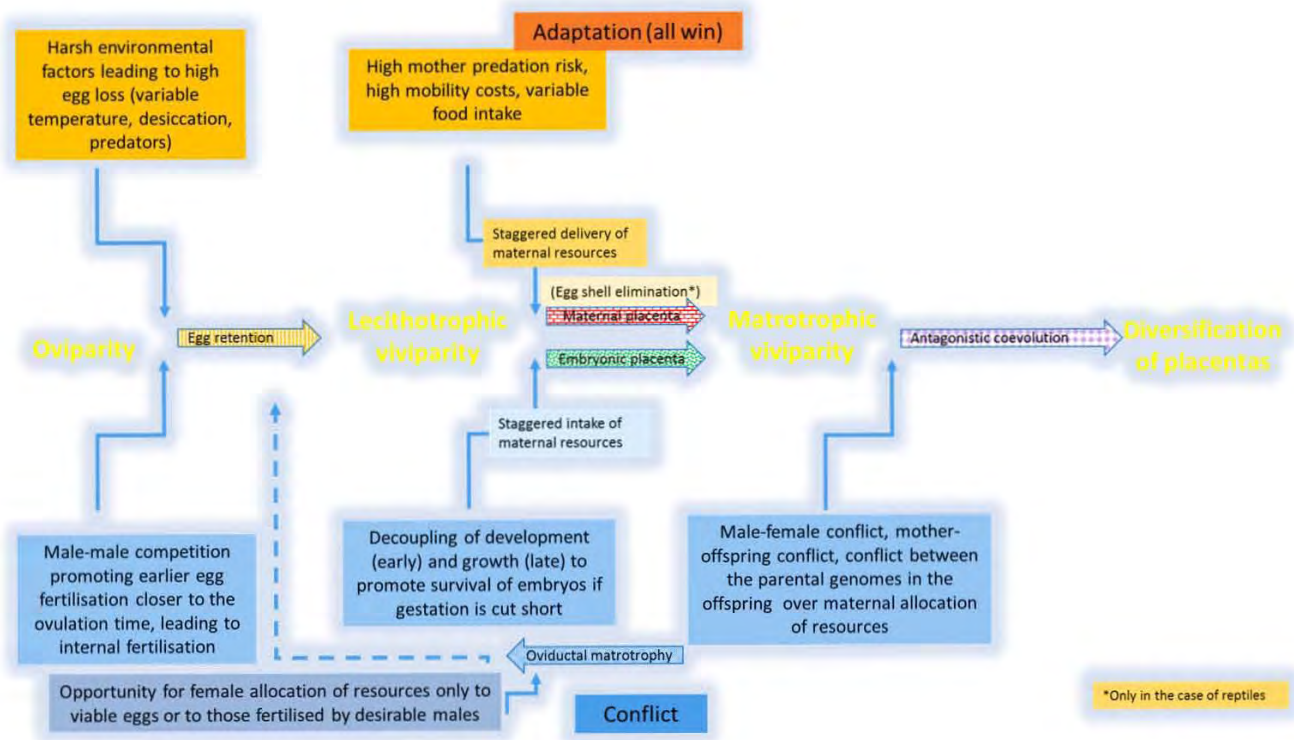 Adaptation (all win)
Harsh environmental
factors leading to high
egg loss (variable
temperature, desiccation,
predators)
High mother predation risk,
high mobility costs, variable
food intake
Staggered delivery of
maternal resources
(Egg shell elimination*)
Oviparity
Egg retention
Lecithotrophic
viviparity
Maternal placenta
Embryonic placenta
Matrotrophic
viviparity
Antagonistic coevolution
Diversification
of placentas
Staggered intake of
maternal resources
Male-male competition
promoting earlier egg
fertilisation closer to the
ovulation time, leading to
internal fertilisation
Decoupling of development
(early) and growth (late) to
promote survival of embryos if
gestation is cut short
Male-female conflict, mother-
offspring conflict, conflict between
the parental genomes in the
offspring over maternal allocation
of resources
Oviductal matrotrophy
Opportunity for female allocation of resources only to
viable eggs or to those fertilised by desirable males
Conflict
*Only in the case of reptiles